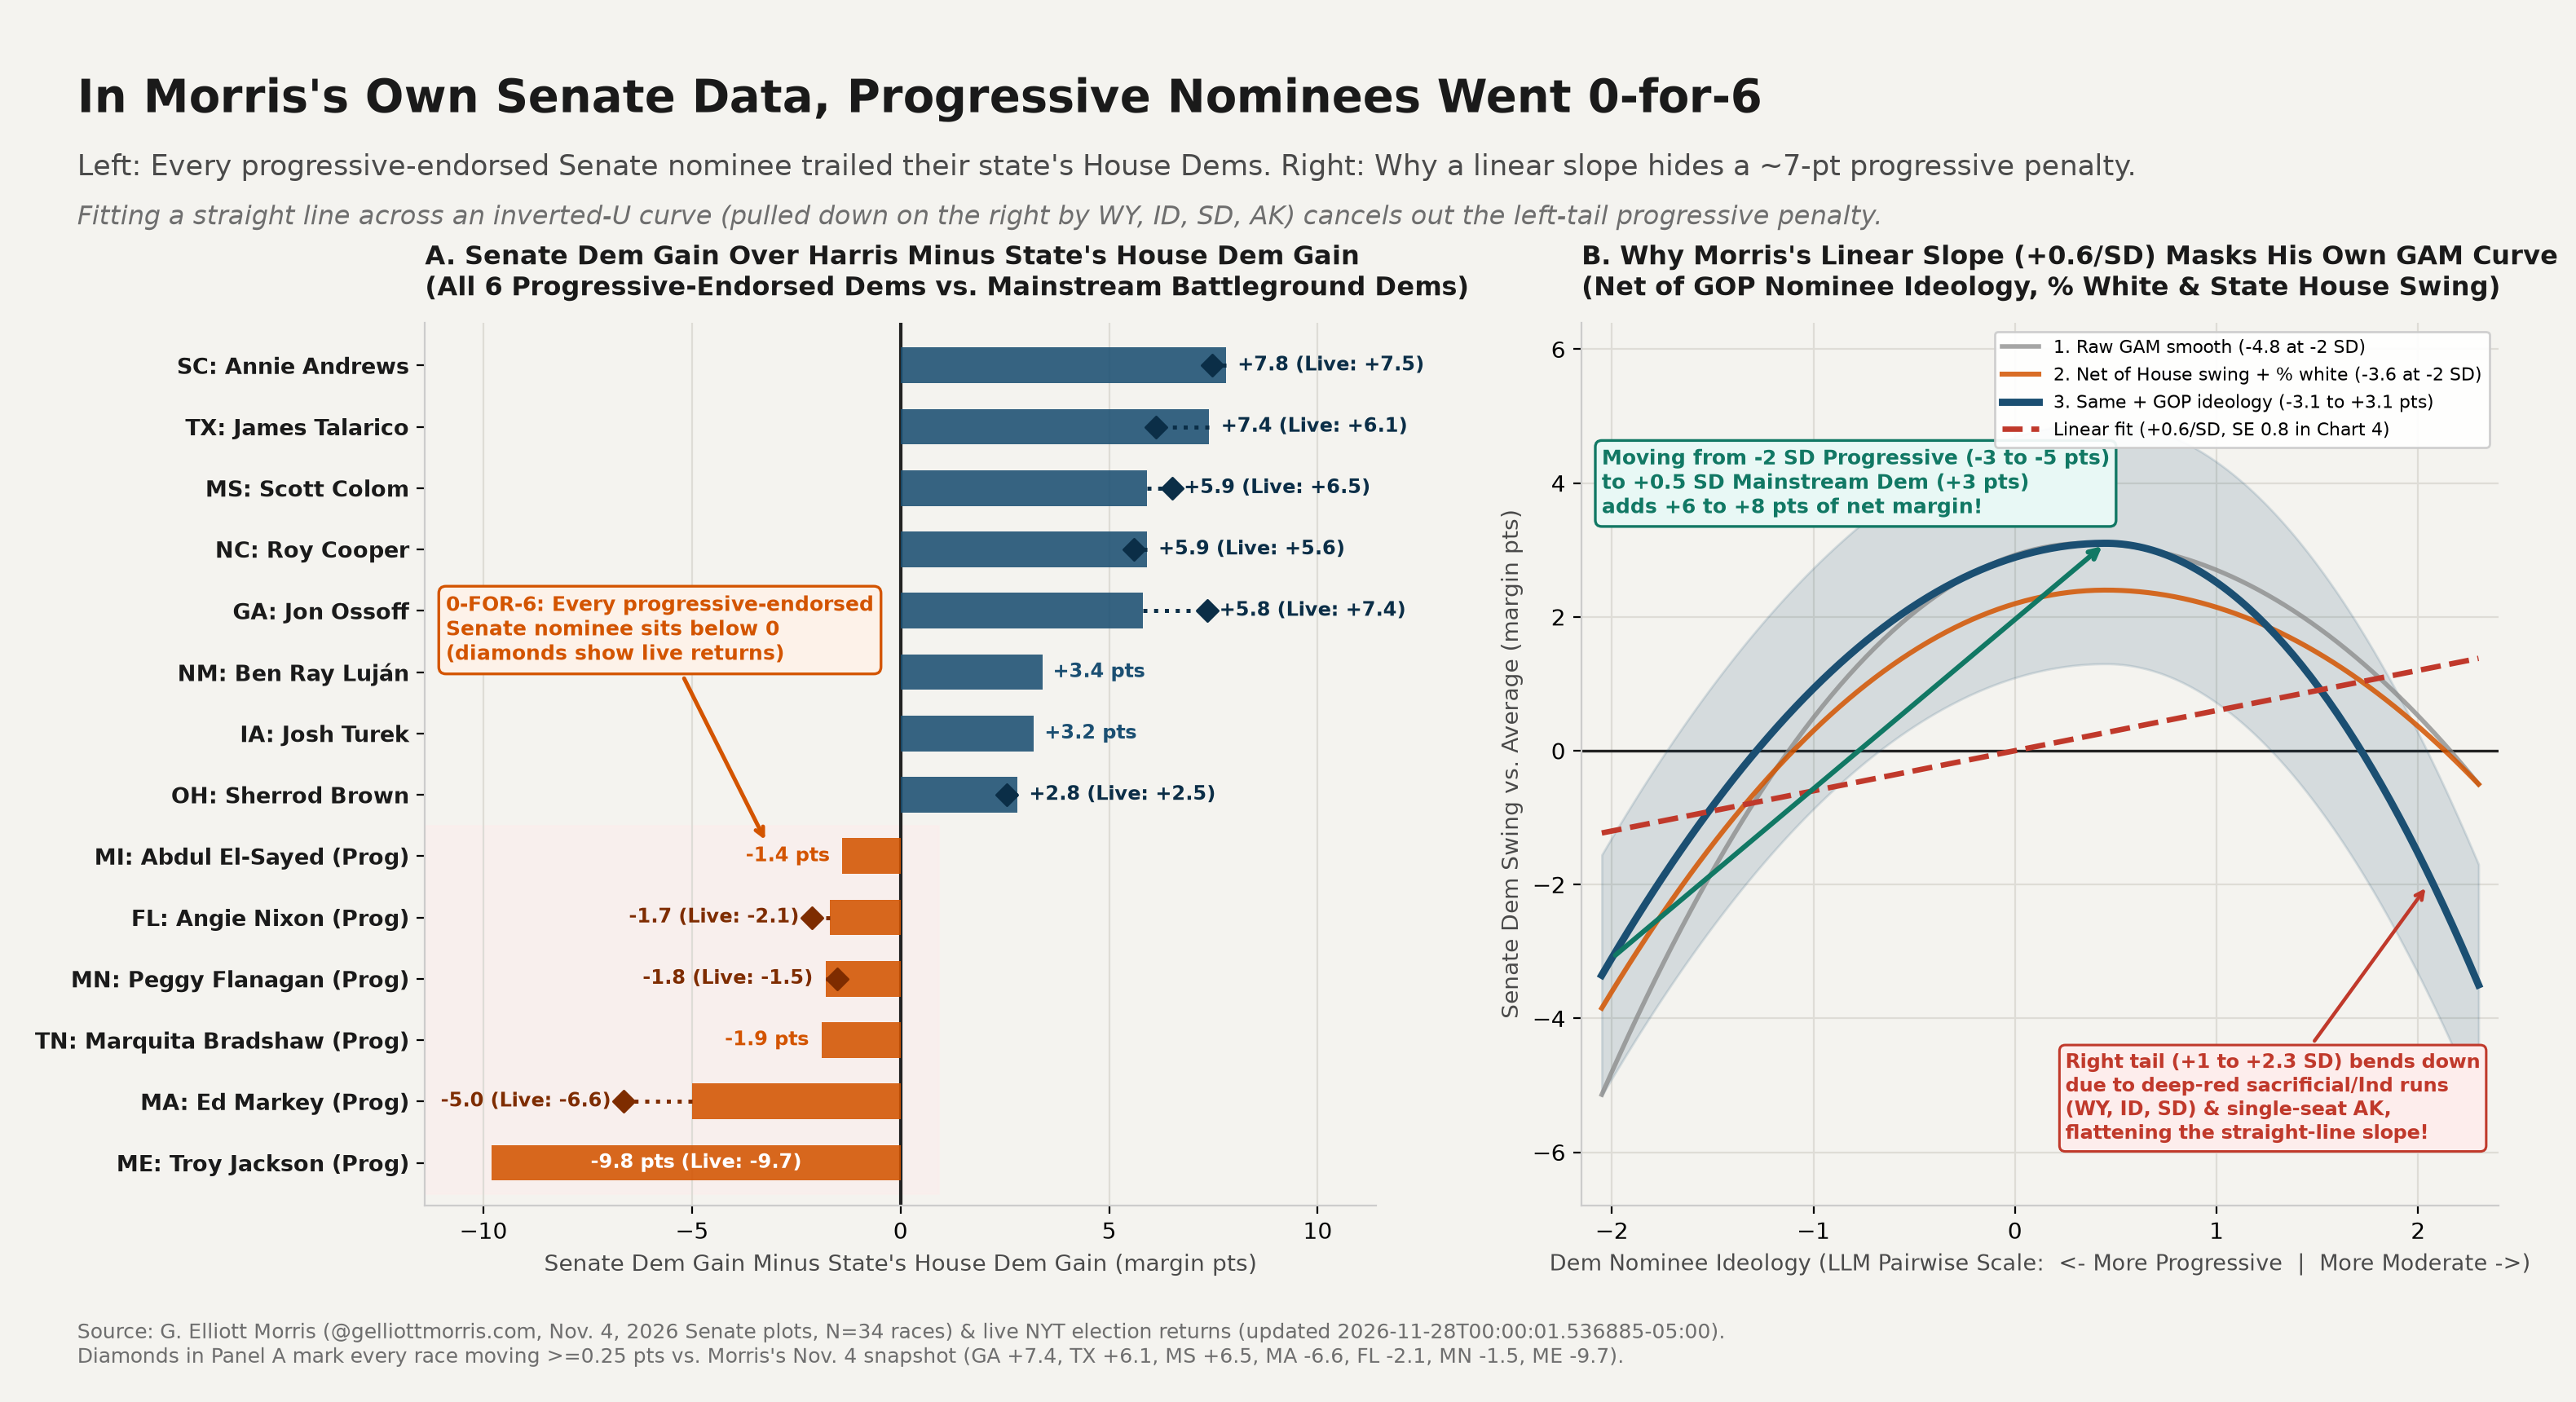 In Morris's Own Senate Data, Progressive Nominees Went 0-for-6
Left: Every progressive-endorsed Senate nominee trailed their state's House Dems. Right: Why a linear slope hides a ~7-pt progressive penalty.
Fitting a straight line across an inverted-U curve (pulled down on the right by WY, ID, SD, AK) cancels out the left-tail progressive penalty.
A. Senate Dem Gain Over Harris Minus State's House Dem Gain
(All 6 Progressive-Endorsed Dems vs. Mainstream Battleground Dems)
SC: Annie Andrews
+7.8 (Live: +7.5)
TX: James Talarico
+7.4 (Live: +6.1)
MS: Scott Colom
+5.9 (Live: +6.5)
NC: Roy Cooper
+5.9 (Live: +5.6)
GA: Jon Ossoff
+5.8 (Live: +7.4)
NM: Ben Ray Luján
+3.4 pts
IA: Josh Turek
+3.2 pts
OH: Sherrod Brown
+2.8 (Live: +2.5)
MI: Abdul El-Sayed (Prog)
-1.4 pts
FL: Angie Nixon (Prog)
-1.7 (Live: -2.1)
MN: Peggy Flanagan (Prog)
-1.8 (Live: -1.5)
TN: Marquita Bradshaw (Prog)
-1.9 pts
MA: Ed Markey (Prog)
-5.0 (Live: -6.6)
ME: Troy Jackson (Prog)
-9.8 pts (Live: -9.7)
0-FOR-6: Every progressive-endorsed
Senate nominee sits below 0
(diamonds show live returns)
−10 −5 0 5 10
Senate Dem Gain Minus State's House Dem Gain (margin pts)
B. Why Morris's Linear Slope (+0.6/SD) Masks His Own GAM Curve
(Net of GOP Nominee Ideology, % White & State House Swing)
1. Raw GAM smooth (-4.8 at -2 SD)
2. Net of House swing + % white (-3.6 at -2 SD)
3. Same + GOP ideology (-3.1 to +3.1 pts)
Linear fit (+0.6/SD, SE 0.8 in Chart 4)
Moving from -2 SD Progressive (-3 to -5 pts)
to +0.5 SD Mainstream Dem (+3 pts)
adds +6 to +8 pts of net margin!
Right tail (+1 to +2.3 SD) bends down
due to deep-red sacrificial/Ind runs
(WY, ID, SD) & single-seat AK,
flattening the straight-line slope!
Senate Dem Swing vs. Average (margin pts)
6
4
2
0
−2
−4
−6
−2 −1 0 1 2
Dem Nominee Ideology (LLM Pairwise Scale:  <- More Progressive  |  More Moderate ->)
Source: G. Elliott Morris (@gelliottmorris.com, Nov. 4, 2026 Senate plots, N=34 races) & live NYT election returns (updated 2026-11-28T00:00:01.536885-05:00).
Diamonds in Panel A mark every race moving >=0.25 pts vs. Morris's Nov. 4 snapshot (GA +7.4, TX +6.1, MS +6.5, MA -6.6, FL -2.1, MN -1.5, ME -9.7).